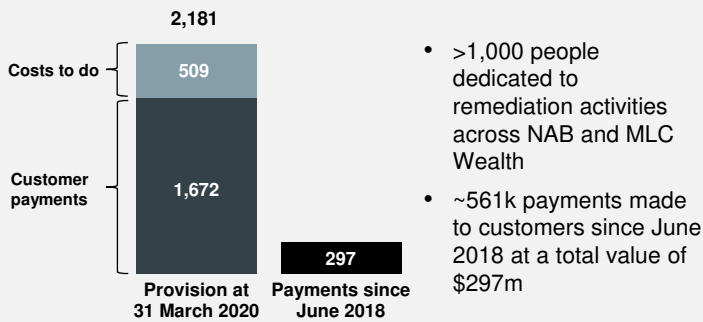 2,181
Costs to do
509
Customer
payments
1,672
297
Provision at
31 March 2020
Payments since
June 2018
• >1,000 people
dedicated to
remediation activities
across NAB and MLC
Wealth
• ~561k payments made
to customers since June
2018 at a total value of
$297m